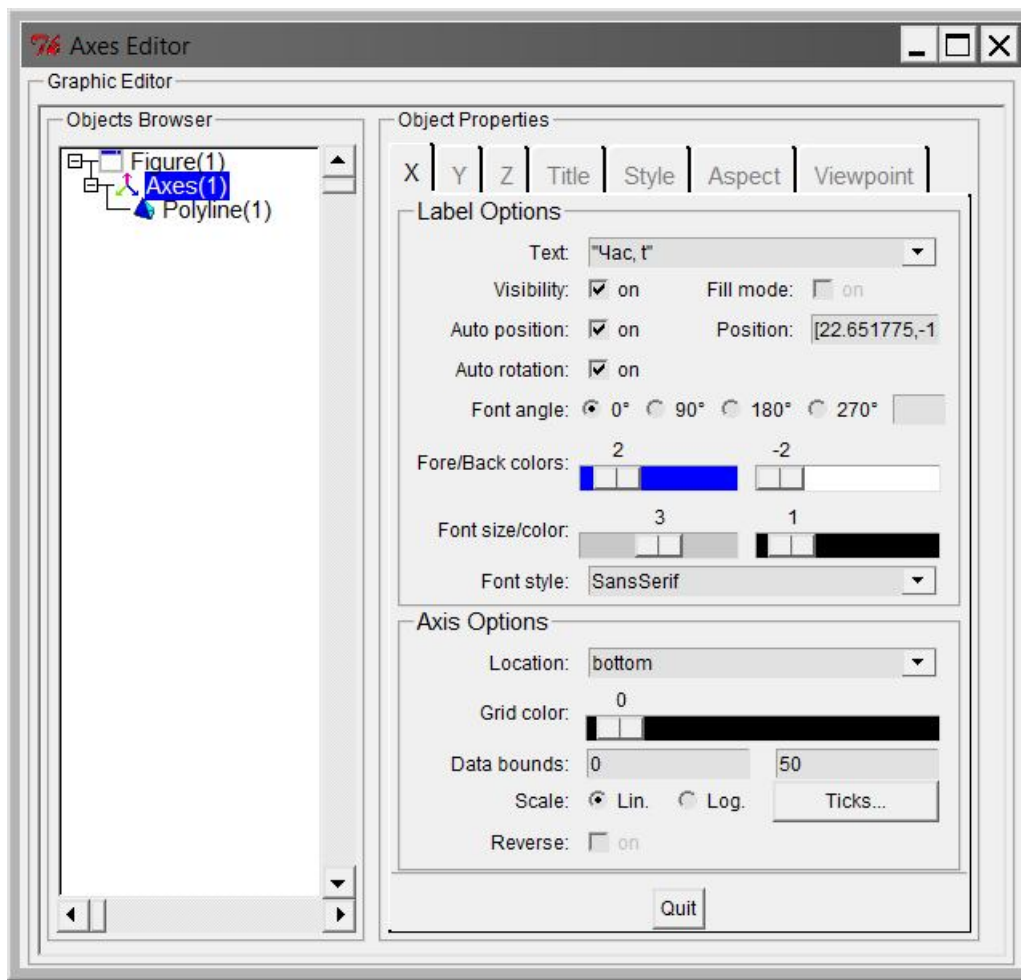 Axes Editor
Graphic Editor
Objects Browser
Figure(1)
Axes(1)
Polyline(1)
Object Properties
X Y Z Title Style Aspect Viewpoint
Label Options
Text: "Час, t"
Visibility: on Fill mode: on
Auto position: on Position: [22.651775,-1
Auto rotation: on
Font angle: 0° 90° 180° 270°
2 -2
Fore/Back colors:
3 1
Font size/color:
Font style: SansSerif
Axis Options
Location: bottom
0
Grid color:
Data bounds: 0 50
Scale: Lin. Log. Ticks...
Reverse: on
Quit